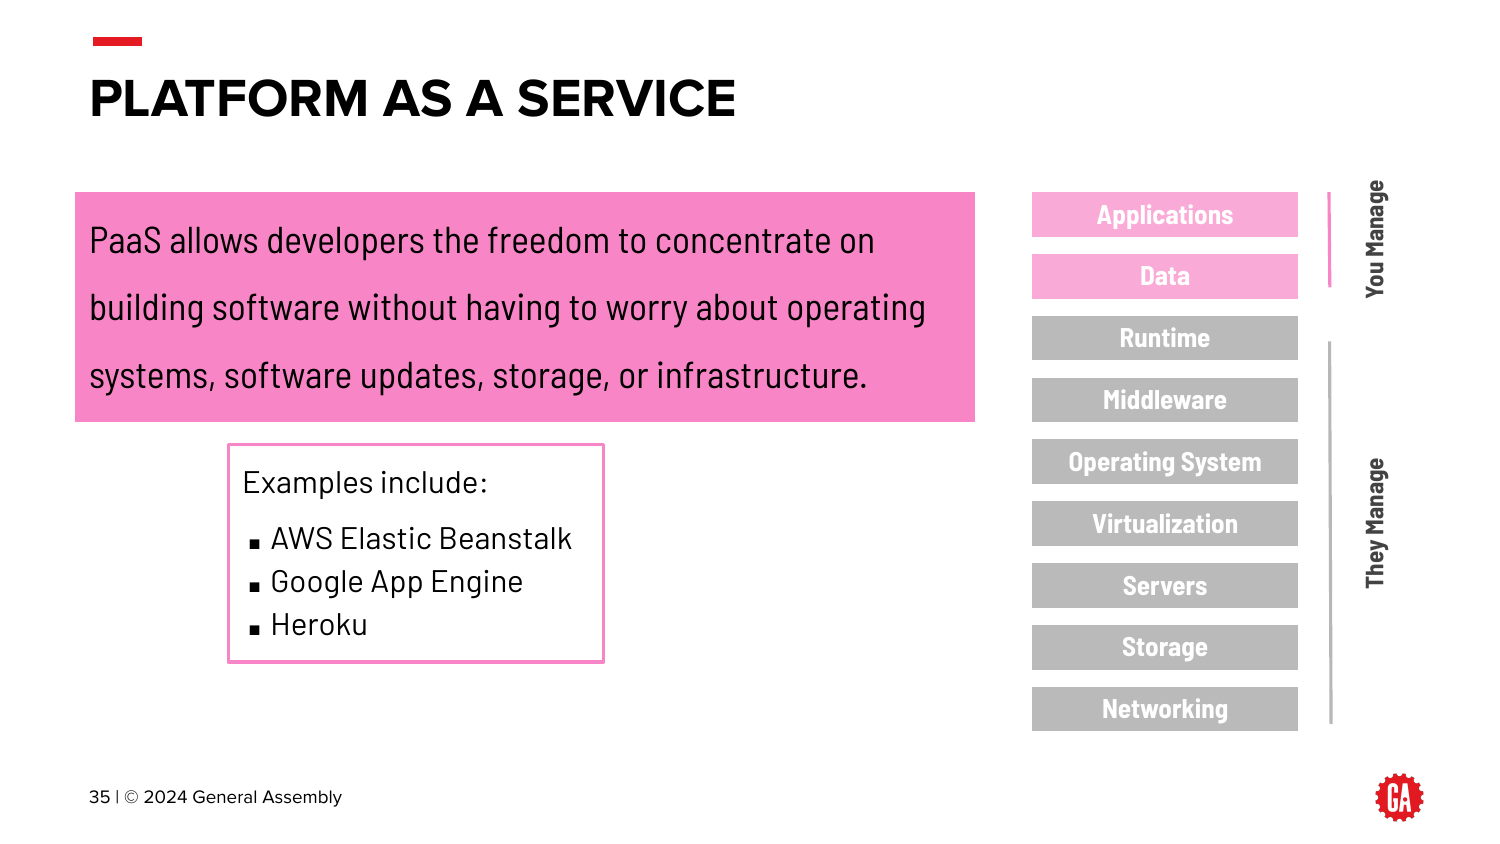 PLATFORM AS A SERVICE
PaaS allows developers the freedom to concentrate on
building software without having to worry about operating
systems, software updates, storage, or infrastructure.
Examples include:
▪ AWS Elastic Beanstalk
▪ Google App Engine
▪ Heroku
Applications
Data
Runtime
Middleware
Operating System
Virtualization
Servers
Storage
Networking
You Manage
They Manage
35 | © 2024 General Assembly
GA